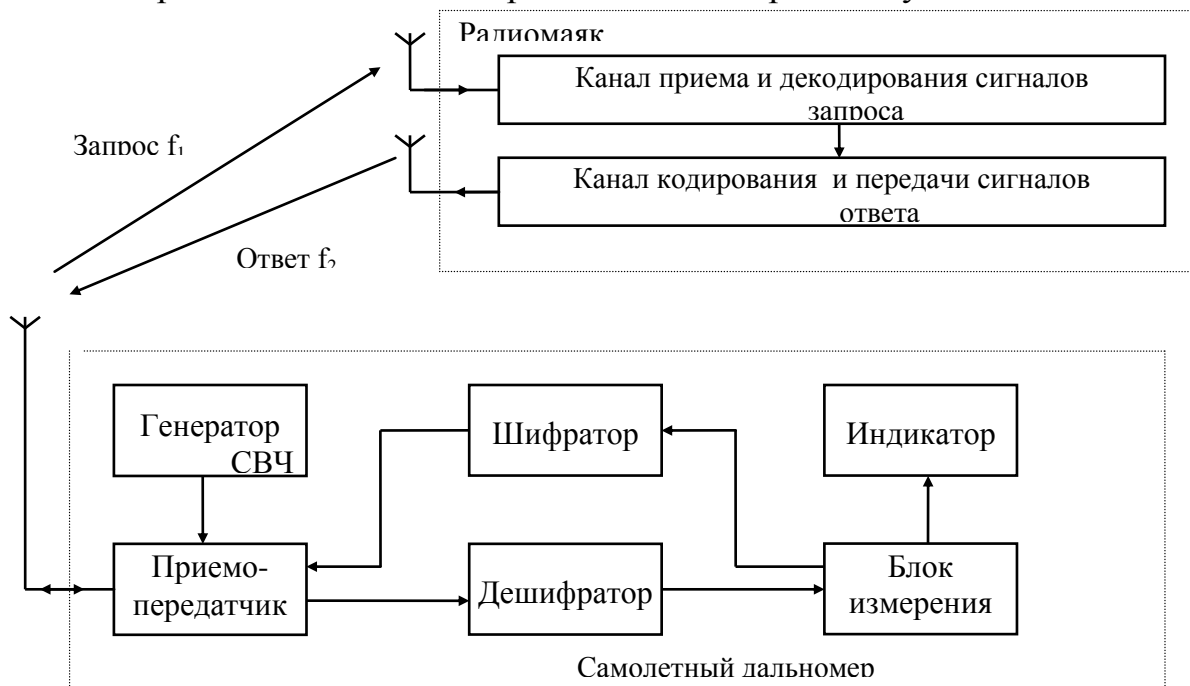 Радиомаяк
Канал приема и декодирования сигналов
запроса
Запрос f₁
Канал кодирования и передачи сигналов
ответа
Ответ f₂
Генератор
СВЧ
Шифратор
Индикатор
Приемо-
передатчик
Дешифратор
Блок
измерения
Самолетный дальномер